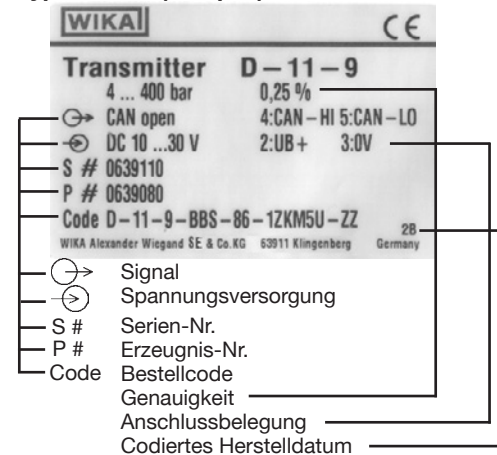 WIKA CE
Transmitter D – 11 – 9
4 ... 400 bar 0,25 %
CAN open 4:CAN – HI 5:CAN – LO
DC 10 ...30 V 2:UB+ 3:0V
S # 0639110
P # 0639080
Code D – 11 – 9 – BBS – 86 – 1ZKM5U – ZZ
2B
WIKA Alexander Wiegand SE & Co.KG 63911 Klingenberg Germany
Signal
Spannungsversorgung
S # Serien-Nr.
P # Erzeugnis-Nr.
Code Bestellcode
Genauigkeit
Anschlussbelegung
Codiertes Herstelldatum